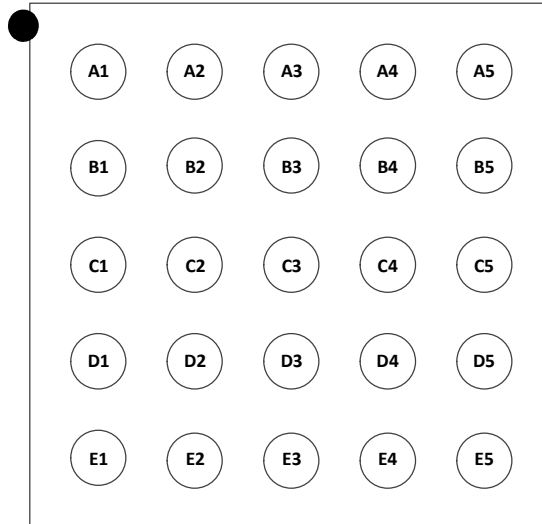 A1 A2 A3 A4 A5
B1 B2 B3 B4 B5
C1 C2 C3 C4 C5
D1 D2 D3 D4 D5
E1 E2 E3 E4 E5